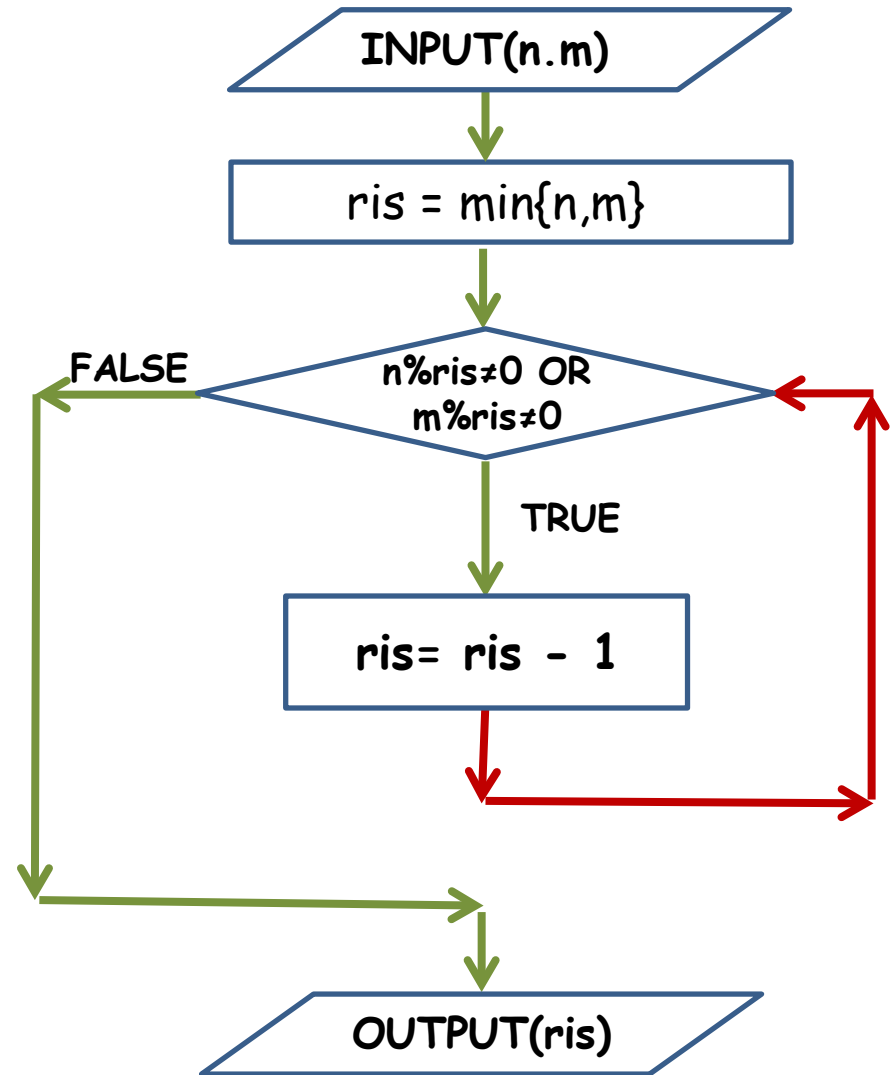 INPUT(n.m)
ris = min{n,m}
FALSE
n%ris≠0 OR
m%ris≠0
TRUE
ris= ris - 1
OUTPUT(ris)